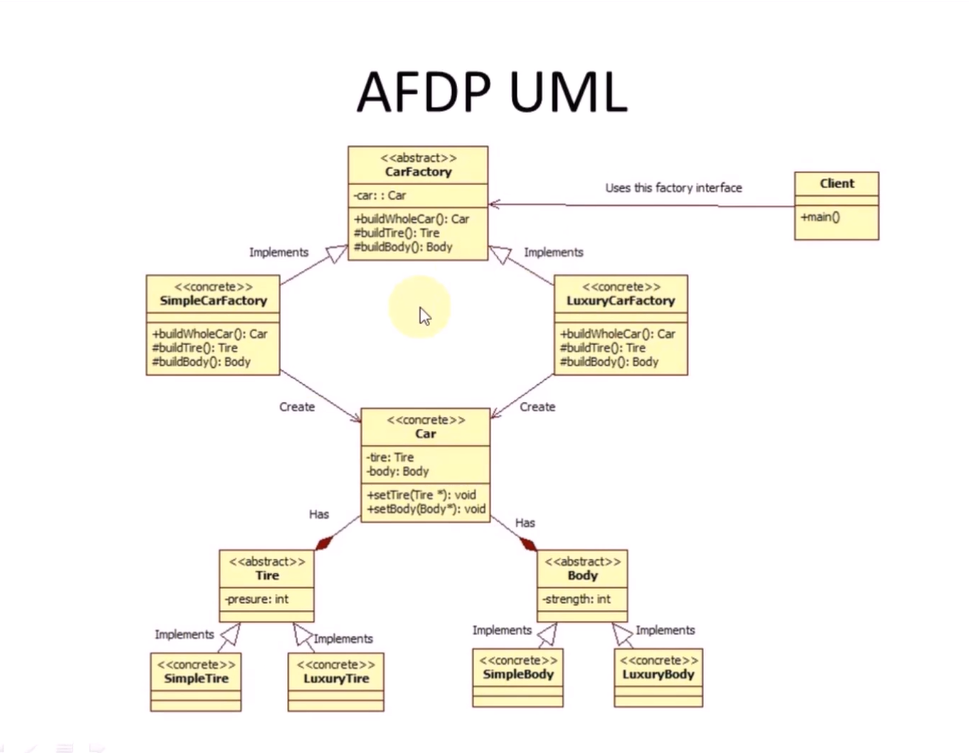 AFDP UML
<<abstract>>
CarFactory
-car: : Car
+buildWholeCar(): Car
#buildTire(): Tire
#buildBody(): Body
Uses this factory interface
Client
+main()
Implements
Implements
<<concrete>>
SimpleCarFactory
+buildWholeCar(): Car
#buildTire(): Tire
#buildBody(): Body
<<concrete>>
LuxuryCarFactory
+buildWholeCar(): Car
#buildTire(): Tire
#buildBody(): Body
Create
Create
<<concrete>>
Car
-tire: Tire
-body: Body
+setTire(Tire *): void
+setBody(Body*): void
Has
Has
<<abstract>>
Tire
-presure: int
<<abstract>>
Body
-strength: int
Implements
Implements
Implements
Implements
<<concrete>>
SimpleTire
<<concrete>>
LuxuryTire
<<concrete>>
SimpleBody
<<concrete>>
LuxuryBody